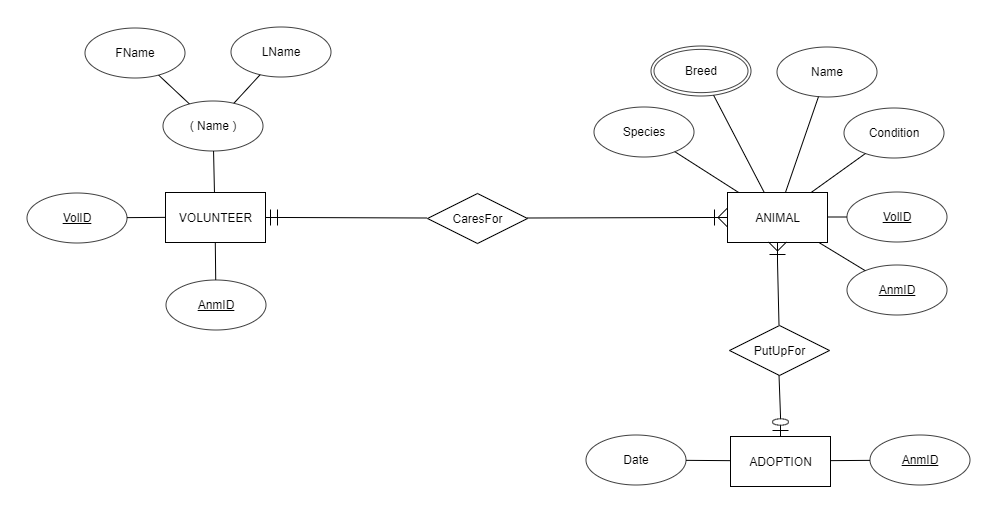 FName
LName
( Name )
VolID
VOLUNTEER
AnmID
CaresFor
Breed
Name
Species
Condition
ANIMAL
VolID
AnmID
PutUpFor
Date
ADOPTION
AnmID